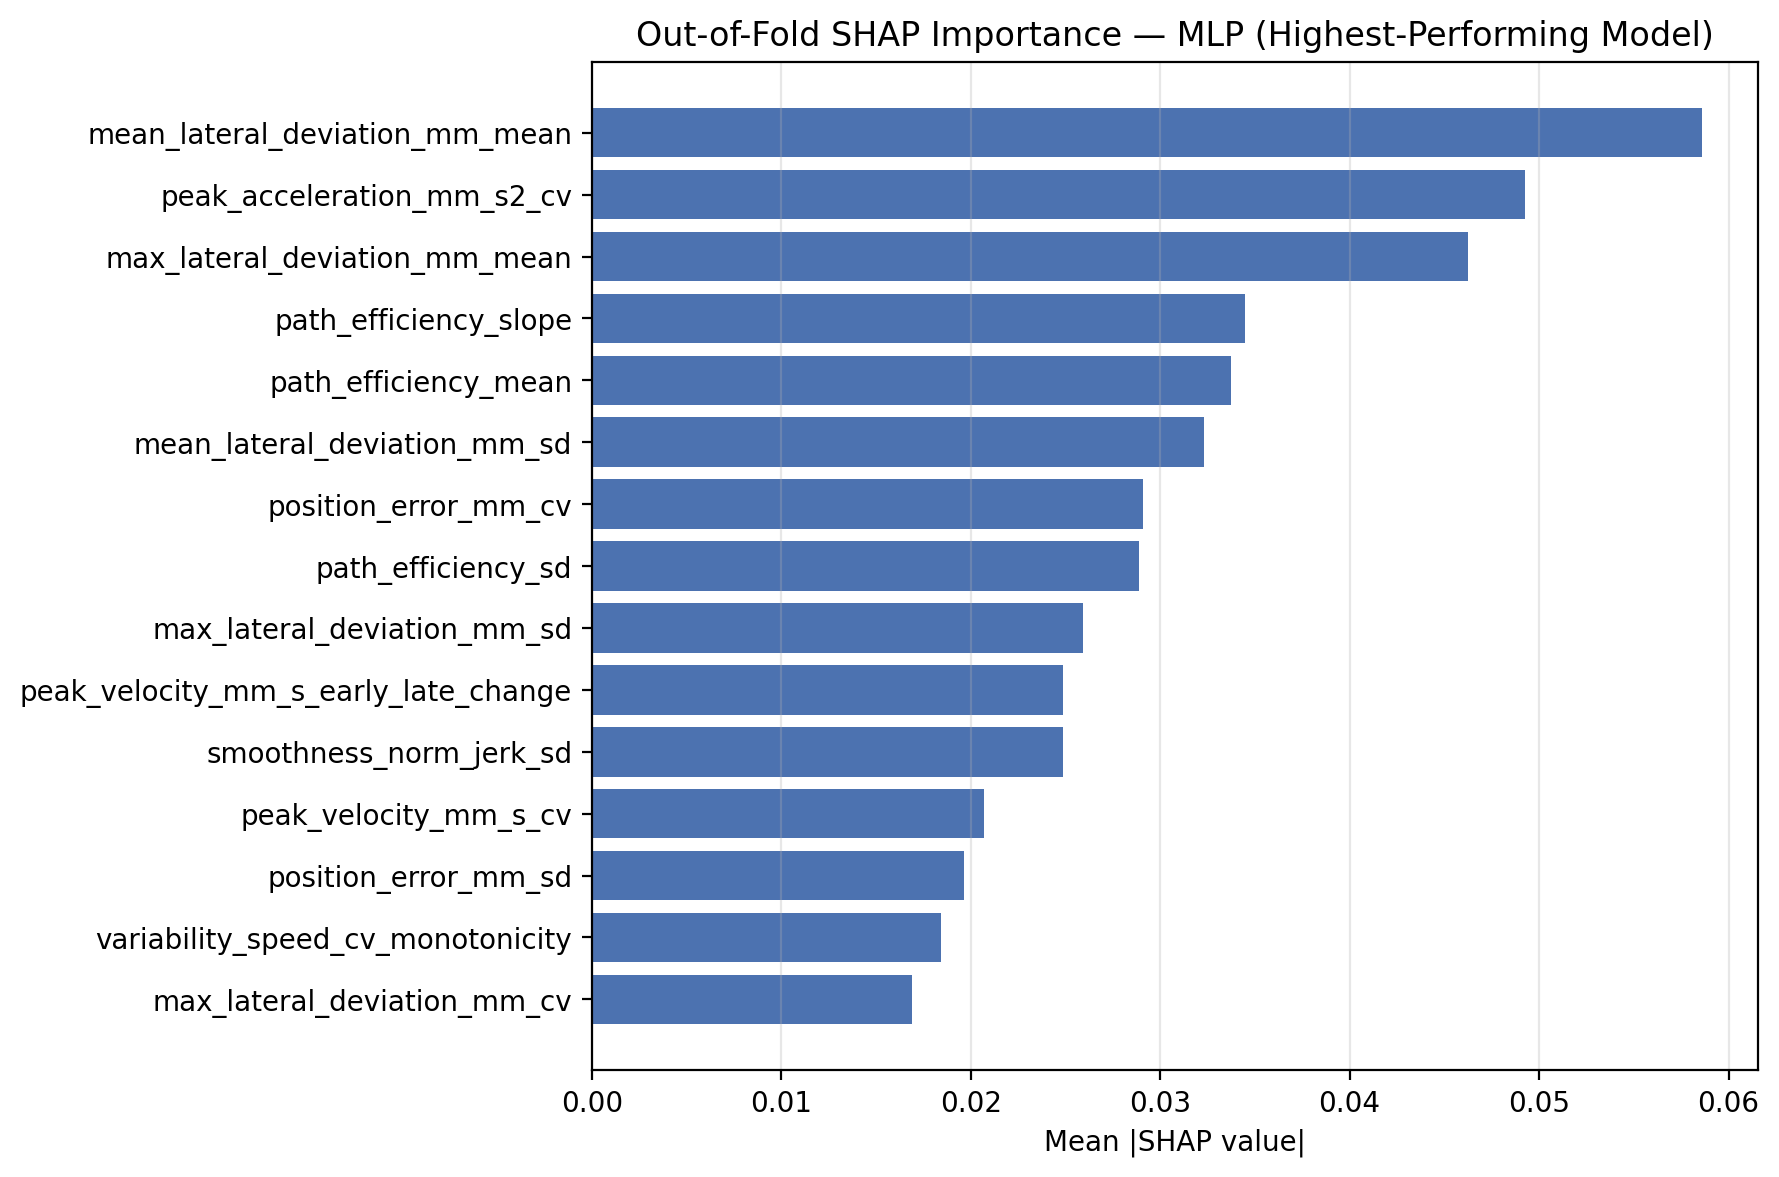 Out-of-Fold SHAP Importance — MLP (Highest-Performing Model)
mean_lateral_deviation_mm_mean
peak_acceleration_mm_s2_cv
max_lateral_deviation_mm_mean
path_efficiency_slope
path_efficiency_mean
mean_lateral_deviation_mm_sd
position_error_mm_cv
path_efficiency_sd
max_lateral_deviation_mm_sd
peak_velocity_mm_s_early_late_change
smoothness_norm_jerk_sd
peak_velocity_mm_s_cv
position_error_mm_sd
variability_speed_cv_monotonicity
max_lateral_deviation_mm_cv
0.00 0.01 0.02 0.03 0.04 0.05 0.06
Mean |SHAP value|